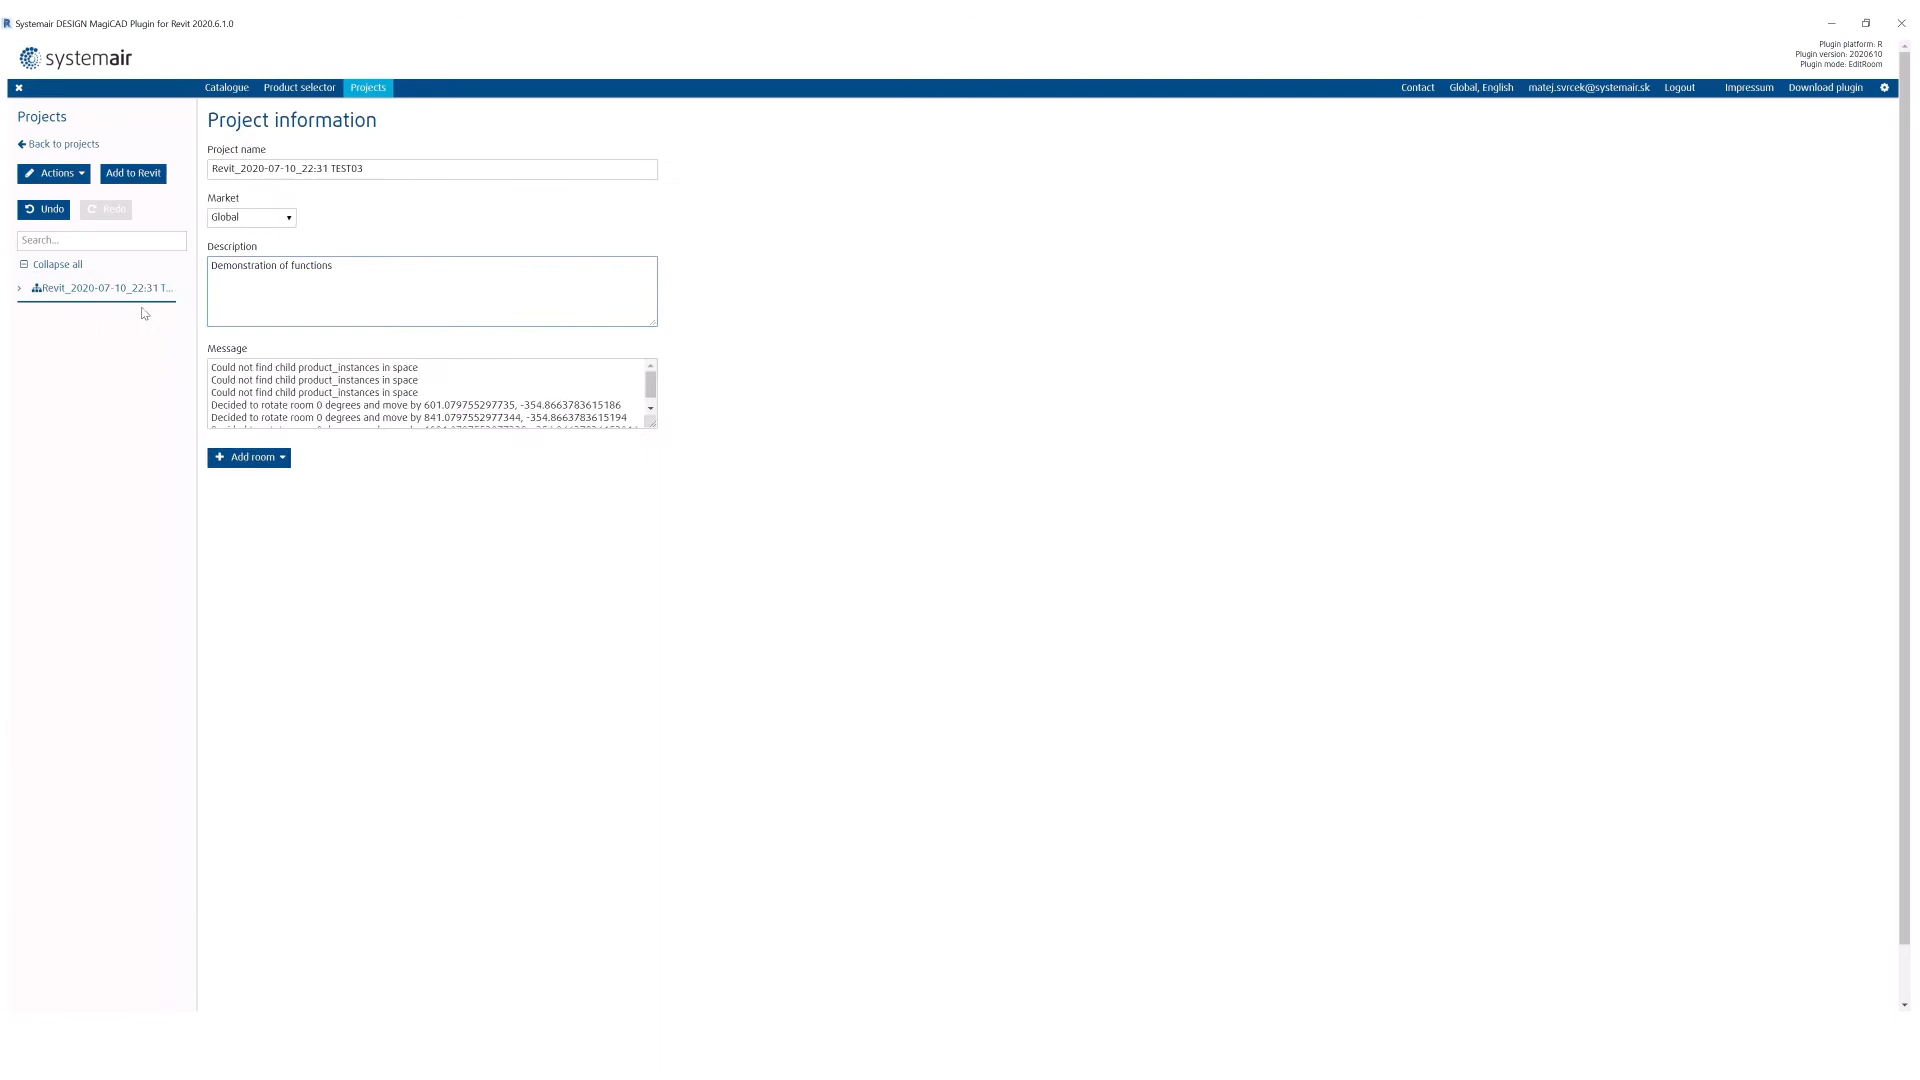 Systemair DESIGN MagiCAD Plugin for Revit 2020.6.1.0
systemair
Plugin platform: R
Plugin version: 2020610
Plugin mode: EditRoom
Catalogue Product selector Projects Contact Global, English matej.svrcek@systemair.sk Logout Impressum Download plugin
Projects
Back to projects
Actions Add to Revit
Undo Redo
Search...
Collapse all
Revit_2020-07-10_22:31 T...
Project information
Project name
Revit_2020-07-10_22:31 TEST03
Market
Global
Description
Demonstration of functions
Message
Could not find child product_instances in space
Could not find child product_instances in space
Could not find child product_instances in space
Decided to rotate room 0 degrees and move by 601.079755297735, -354.8663783615186
Decided to rotate room 0 degrees and move by 841.0797552977344, -354.8663783615194
Add room